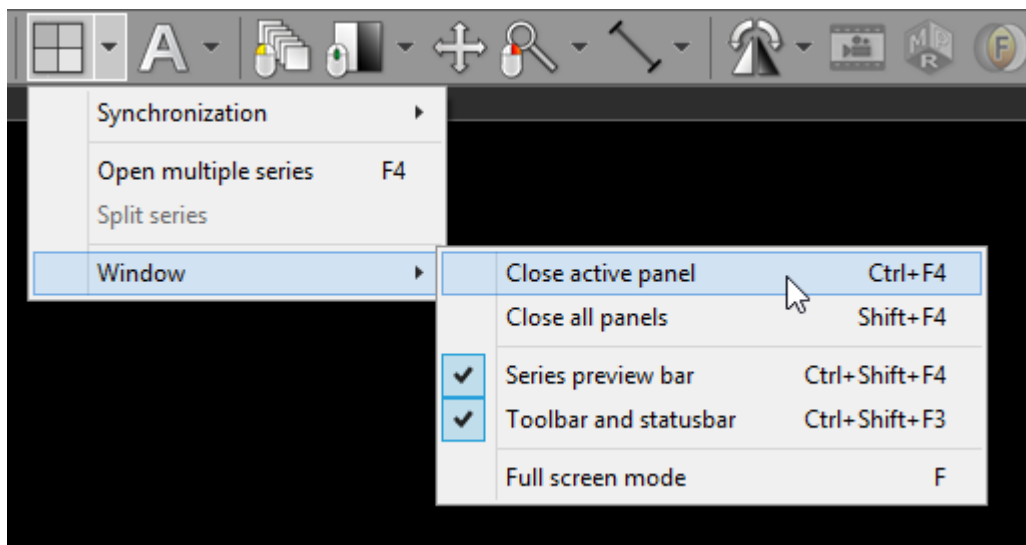 A
MPR
F
Synchronization
Open multiple series F4
Split series
Window
Close active panel Ctrl+F4
Close all panels Shift+F4
Series preview bar Ctrl+Shift+F4
Toolbar and statusbar Ctrl+Shift+F3
Full screen mode F